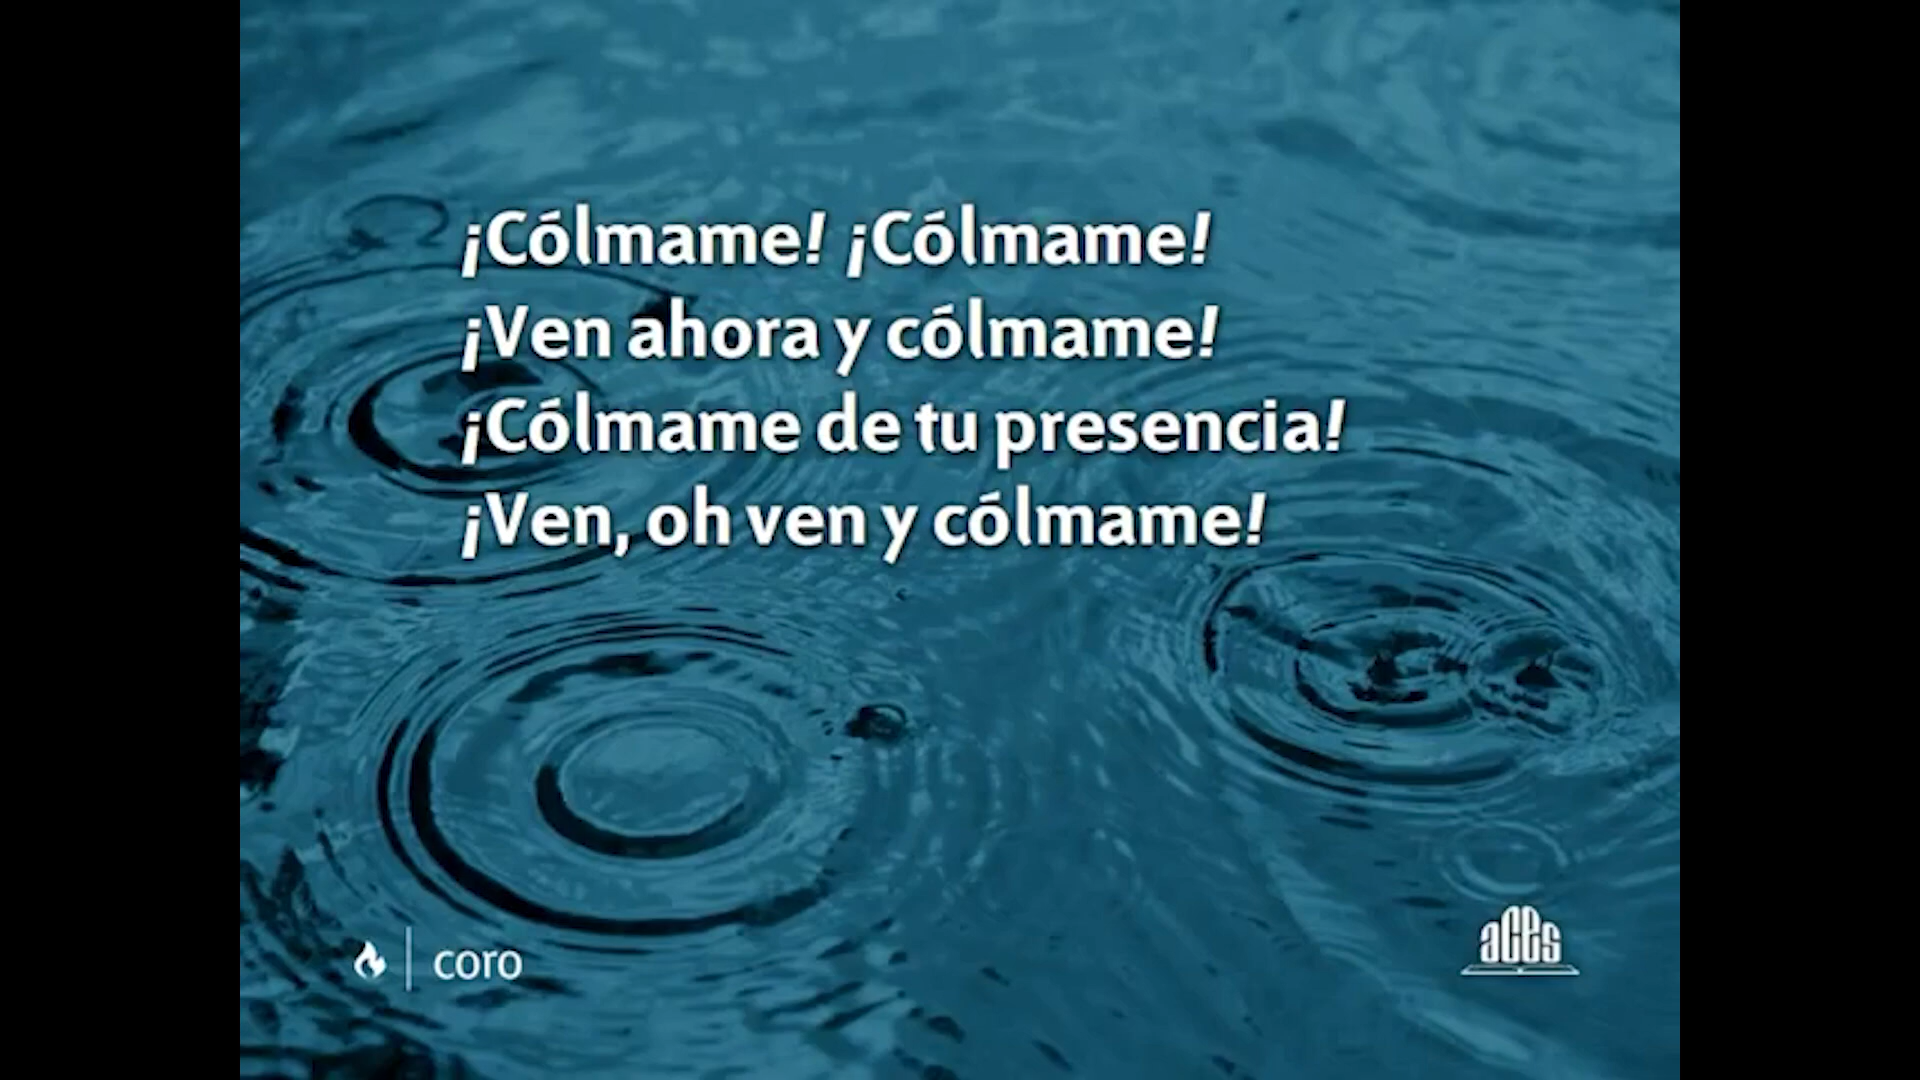 ¡Cólmame! ¡Cólmame!
¡Ven ahora y cólmame!
¡Cólmame de tu presencia!
¡Ven, oh ven y cólmame!
coro
aces